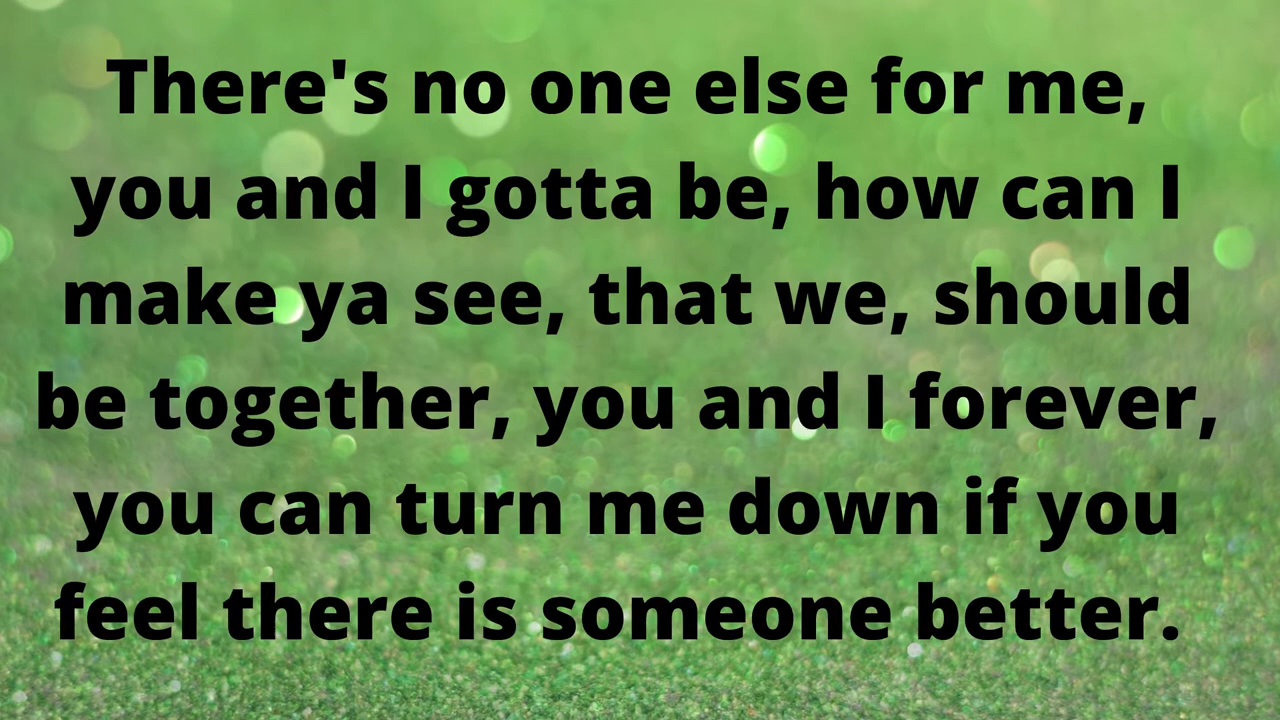 There's no one else for me,
you and I gotta be, how can I
make ya see, that we, should
be together, you and I forever,
you can turn me down if you
feel there is someone better.